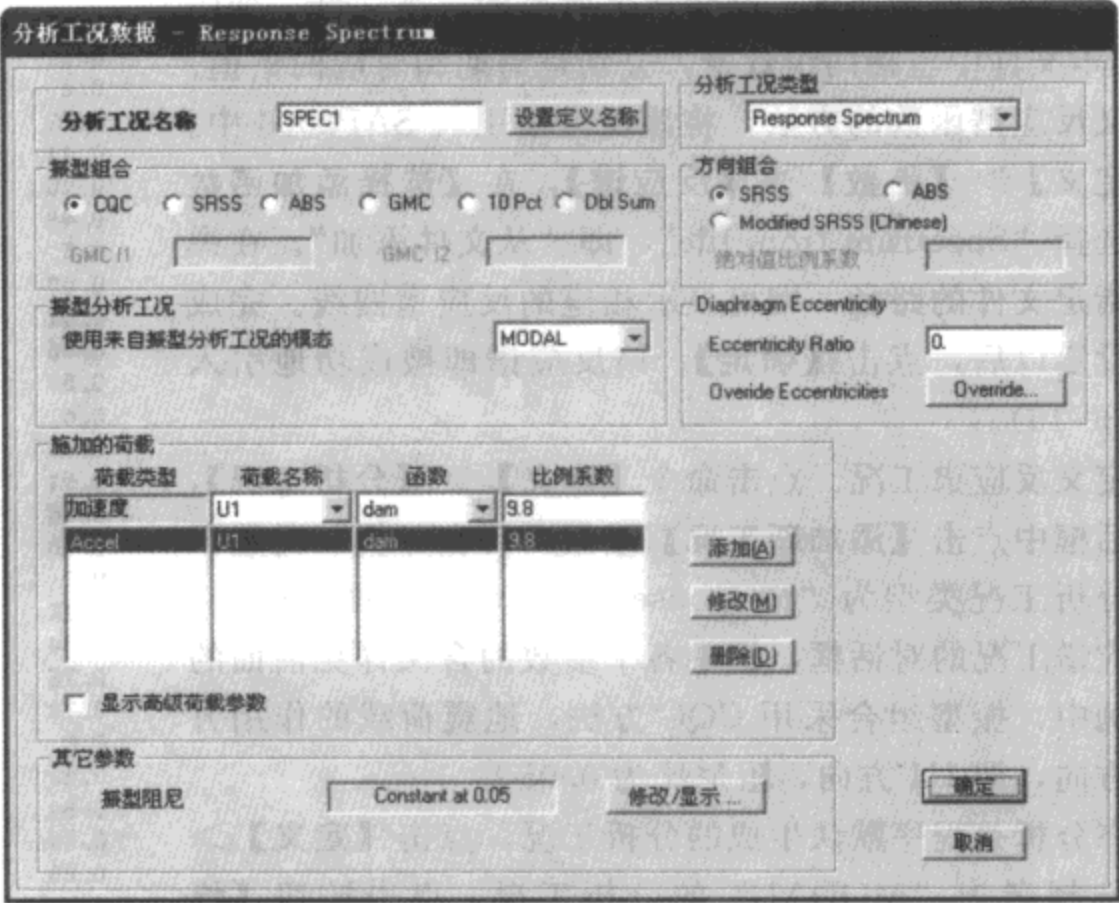 分析工况数据 - Response Spectrum
分析工况名称 SPEC1 设置定义名称
分析工况类型
Response Spectrum
振型组合
CQC SRSS ABS GMC 10 Pct Dbl Sum
GMC f1 GMC f2
方向组合
SRSS ABS
Modified SRSS (Chinese)
绝对值比例系数
振型分析工况
使用来自振型分析工况的模态 MODAL
Diaphragm Eccentricity
Eccentricity Ratio 0.
Overide Eccentricities Override...
施加的荷载
荷载类型 荷载名称 函数 比例系数
加速度 U1 dam 9.8
Accel U1 dam 9.8
添加(A)
修改(M)
删除(D)
显示高级荷载参数
其它参数
振型阻尼 Constant at 0.05 修改/显示 ...
确定
取消